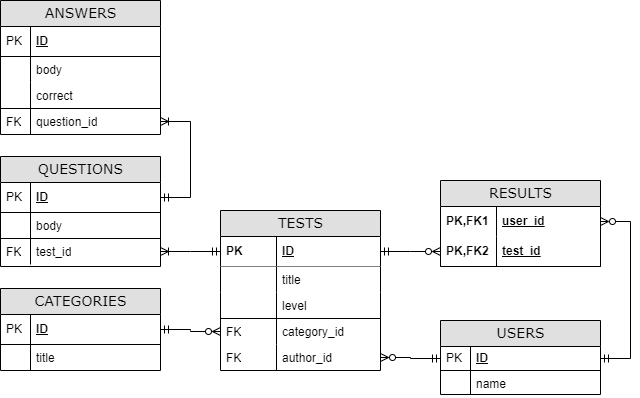 ANSWERS
PK ID
body
correct
FK question_id
QUESTIONS
PK ID
body
FK test_id
CATEGORIES
PK ID
title
TESTS
PK ID
title
level
FK category_id
FK author_id
RESULTS
PK,FK1 user_id
PK,FK2 test_id
USERS
PK ID
name